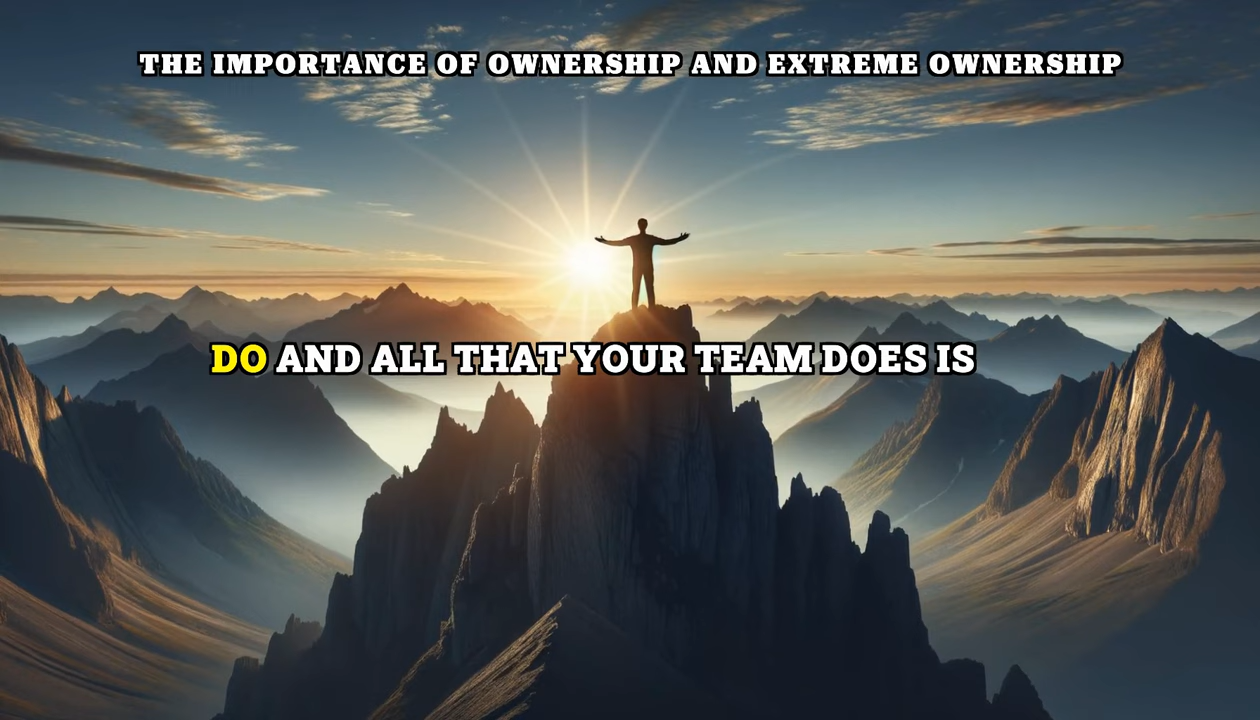 THE IMPORTANCE OF OWNERSHIP AND EXTREME OWNERSHIP
DO AND ALL THAT YOUR TEAM DOES IS